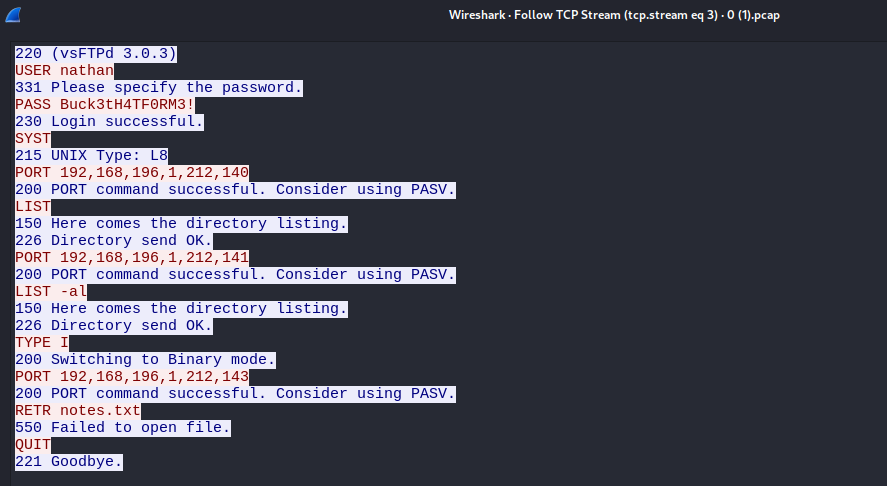 Wireshark · Follow TCP Stream (tcp.stream eq 3) · 0 (1).pcap
220 (vsFTPd 3.0.3)
USER nathan
331 Please specify the password.
PASS Buck3tH4TF0RM3!
230 Login successful.
SYST
215 UNIX Type: L8
PORT 192,168,196,1,212,140
200 PORT command successful. Consider using PASV.
LIST
150 Here comes the directory listing.
226 Directory send OK.
PORT 192,168,196,1,212,141
200 PORT command successful. Consider using PASV.
LIST -al
150 Here comes the directory listing.
226 Directory send OK.
TYPE I
200 Switching to Binary mode.
PORT 192,168,196,1,212,143
200 PORT command successful. Consider using PASV.
RETR notes.txt
550 Failed to open file.
QUIT
221 Goodbye.